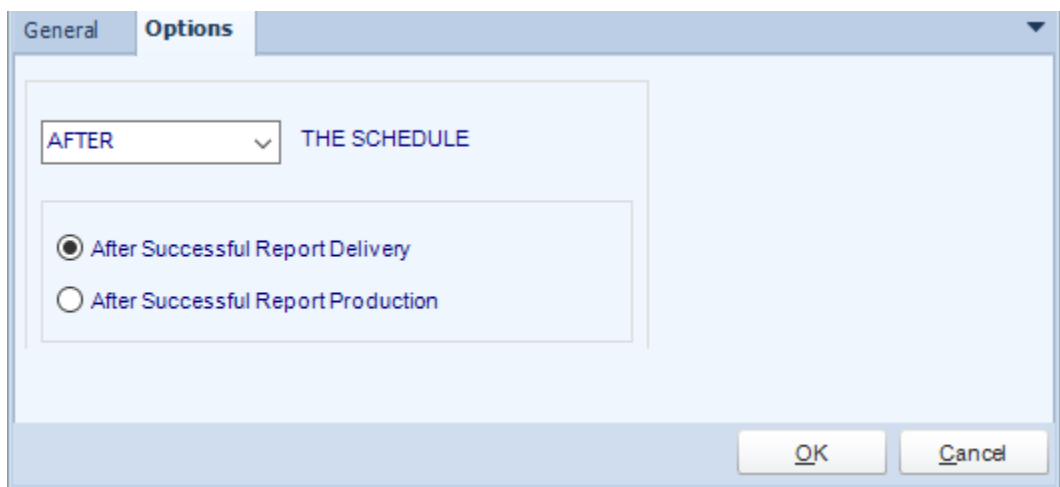 General Options
AFTER THE SCHEDULE
After Successful Report Delivery
After Successful Report Production
OK Cancel